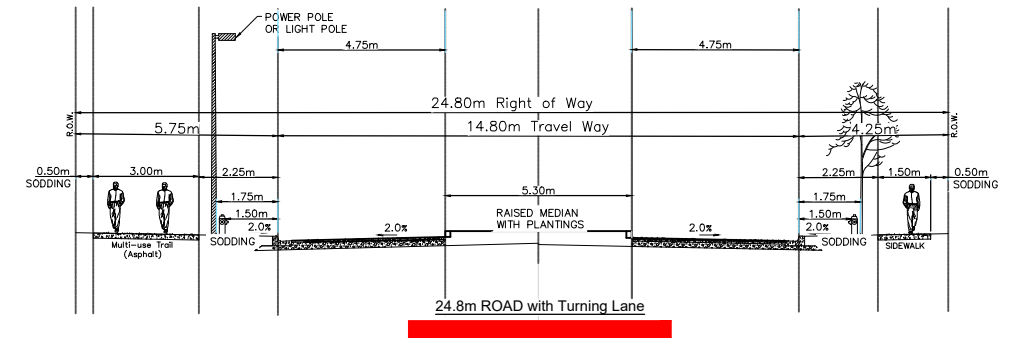 POWER POLE
OR LIGHT POLE
4.75m
4.75m
24.80m Right of Way
R.O.W.
R.O.W.
5.75m
14.80m Travel Way
4.25m
0.50m
3.00m
2.25m
2.25m
1.50m
0.50m
SODDING
SODDING
1.75m
5.30m
1.75m
1.50m
RAISED MEDIAN
WITH PLANTINGS
1.50m
2.0%
2.0%
2.0%
2.0%
Multi-use Trail
(Asphalt)
SODDING
SODDING
SIDEWALK
24.8m ROAD with Turning Lane